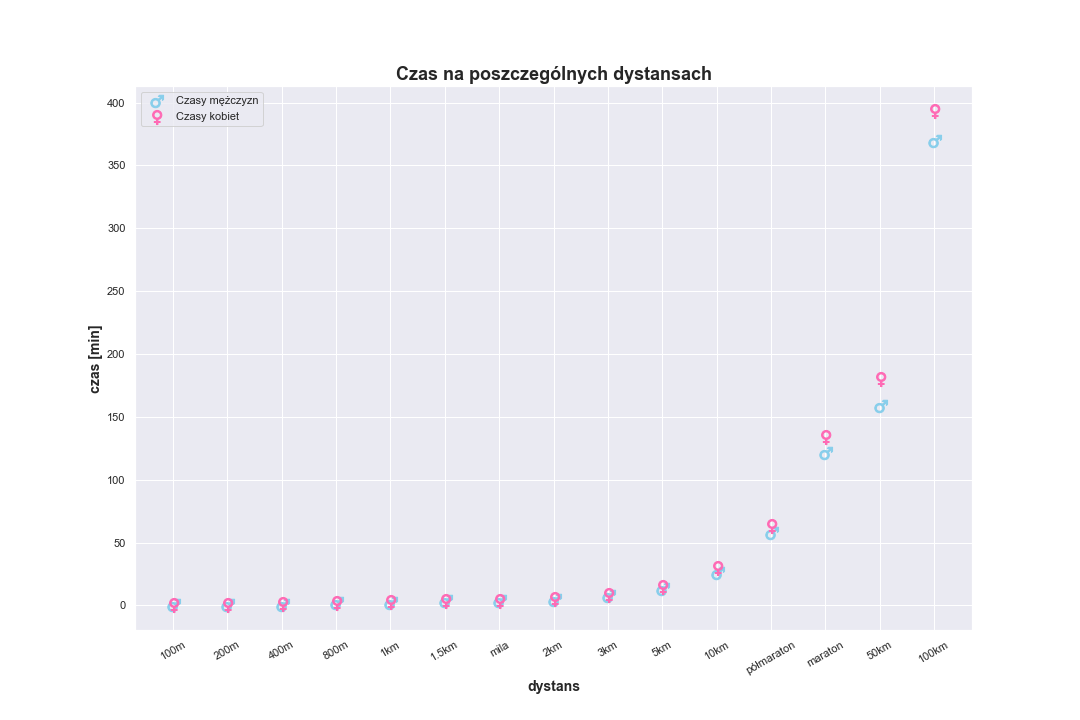 Czas na poszczególnych dystansach
Czasy mężczyzn
Czasy kobiet
400
350
300
250
200
150
100
50
0
czas [min]
100m
200m
400m
800m
1km
1.5km
mila
2km
3km
5km
10km
półmaraton
maraton
50km
100km
dystans